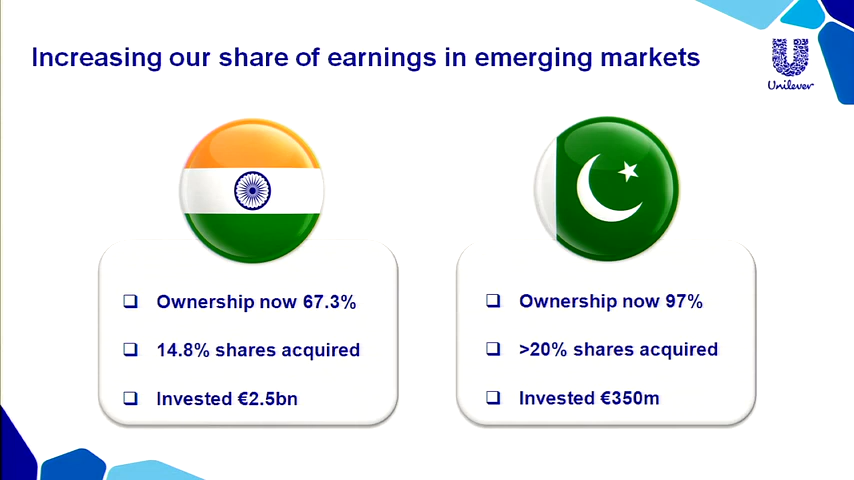 Increasing our share of earnings in emerging markets
Unilever
Ownership now 67.3%
14.8% shares acquired
Invested €2.5bn
Ownership now 97%
>20% shares acquired
Invested €350m